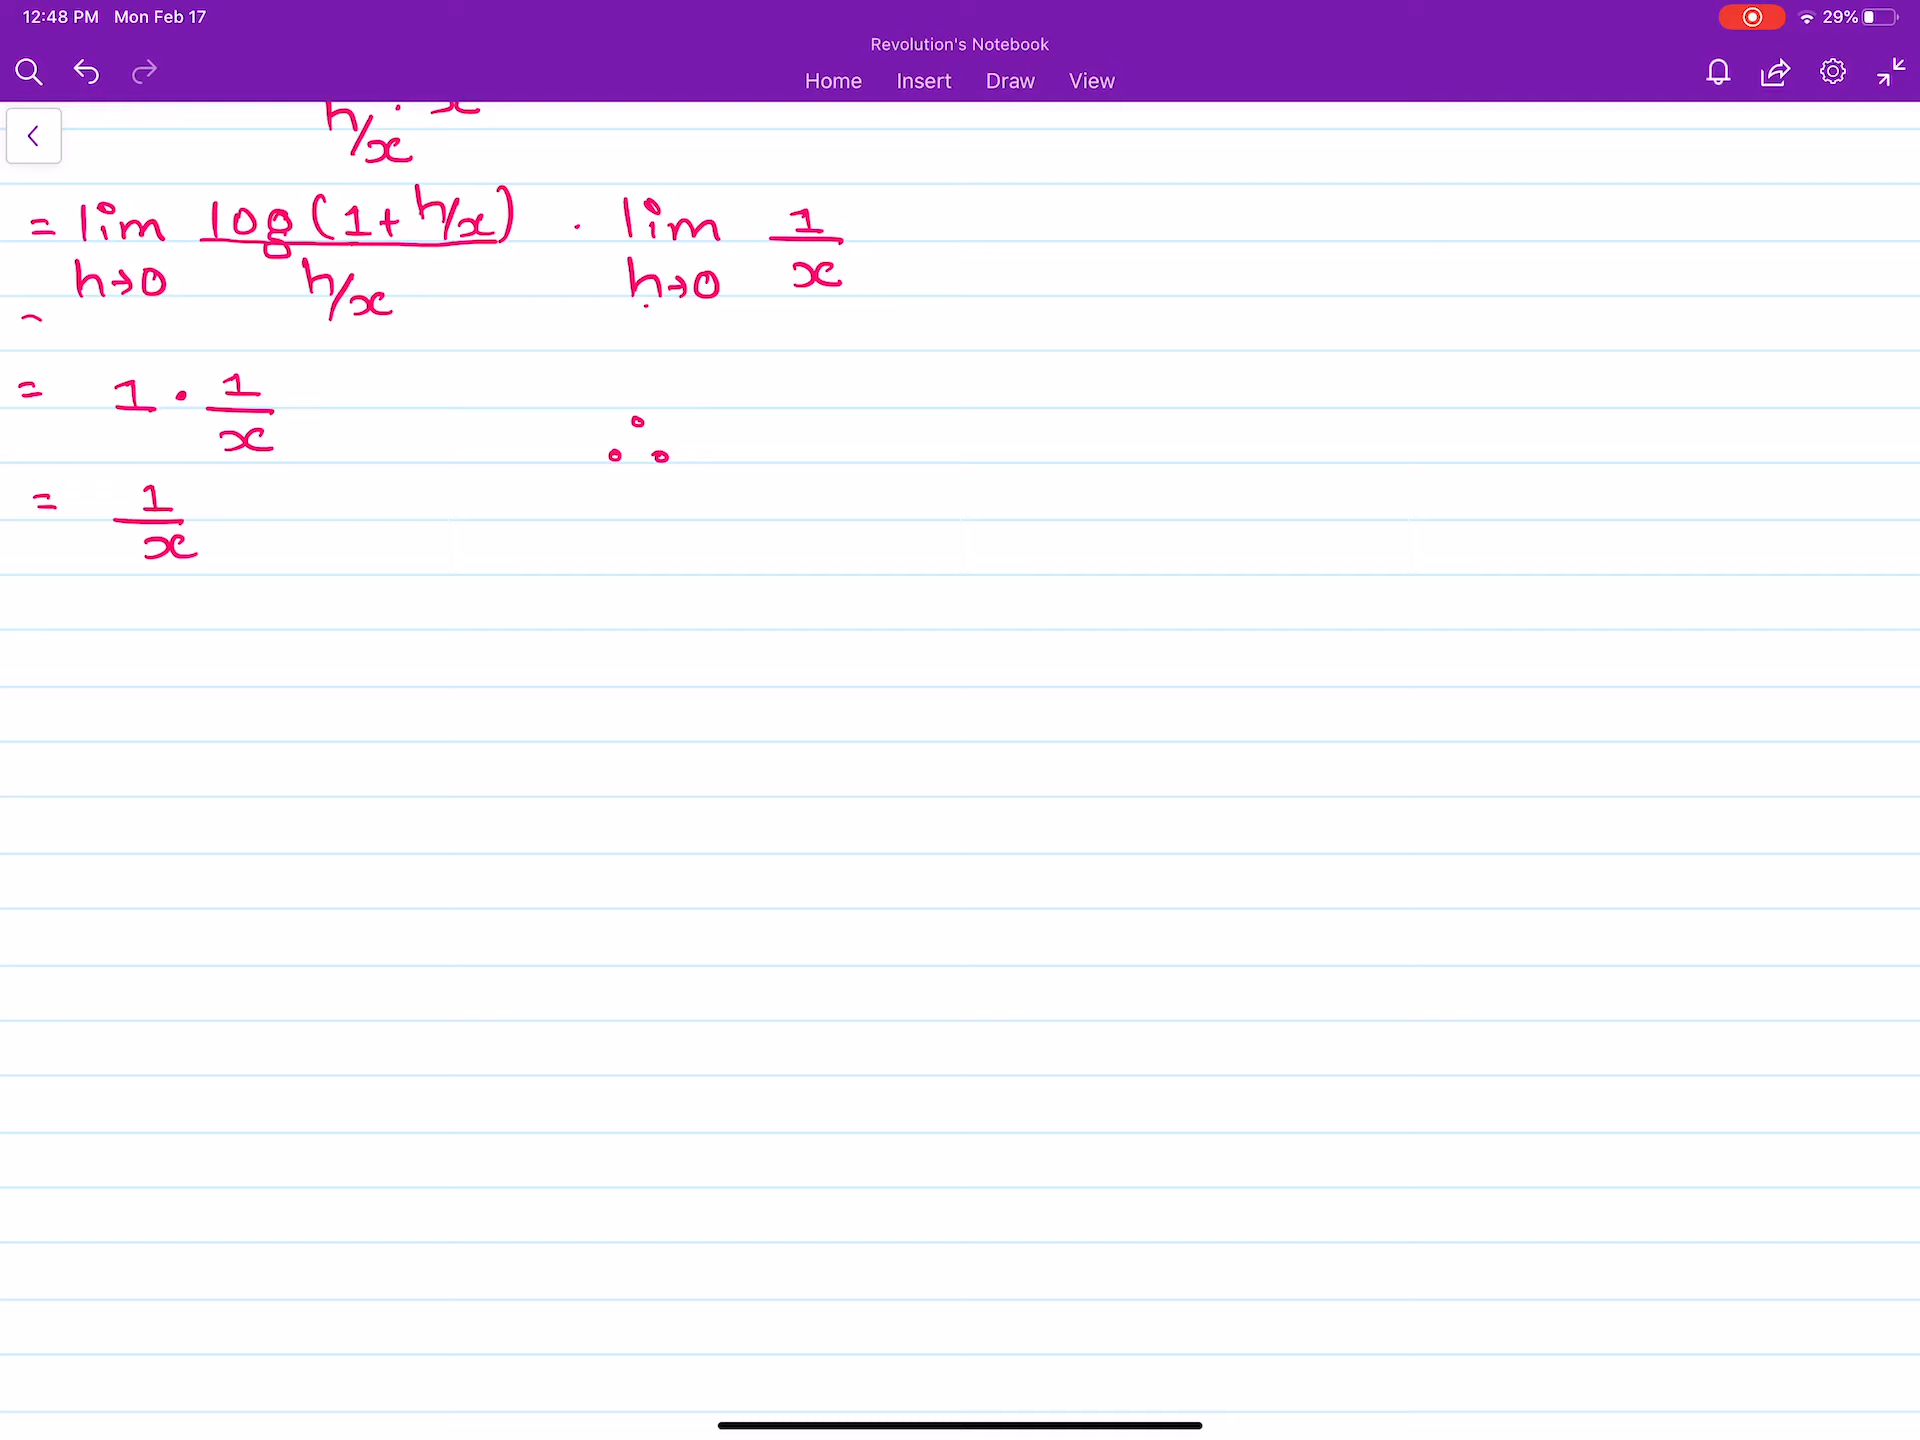 12:48 PM Mon Feb 17 29%
Revolution's Notebook
Home Insert Draw View
h/x · x
= lim log(1+h/x) · lim 1
h→0 h/x h→0 x
= 1 · 1/x ∴
= 1/x